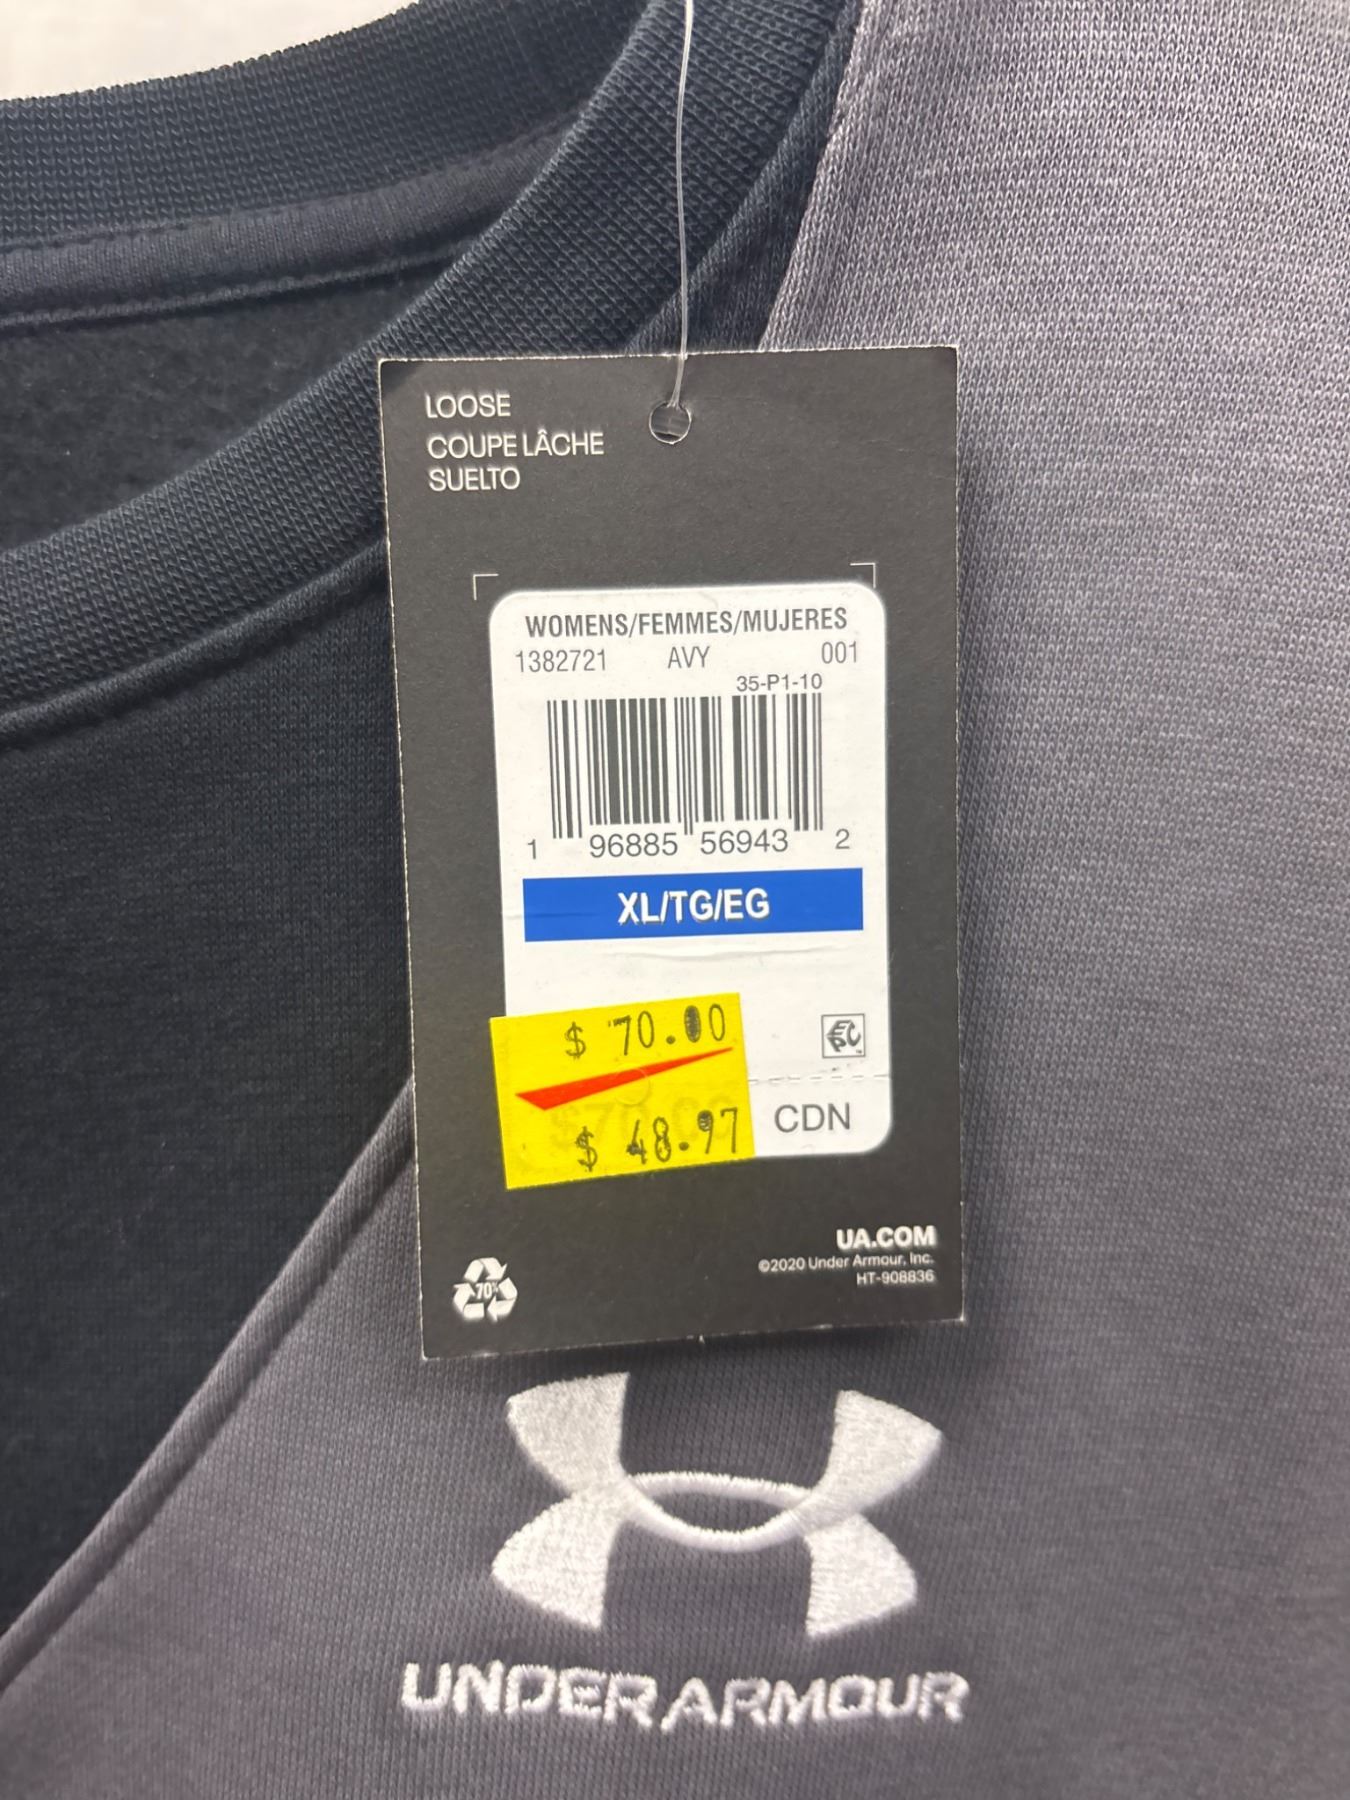 LOOSE
COUPE LÂCHE
SUELTO
WOMENS/FEMMES/MUJERES
1382721 AVY 001
35-P1-10
1 96885 56943 2
XL/TG/EG
$ 70.00
$ 48.97
CDN
UA.COM
©2020 Under Armour, Inc.
HT-908836
70%
UNDER ARMOUR